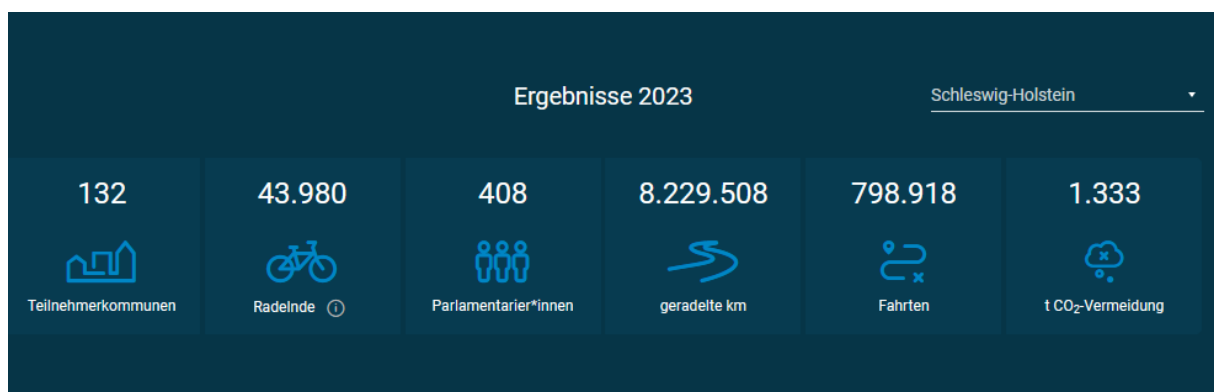 Ergebnisse 2023
Schleswig-Holstein
132
43.980
408
8.229.508
798.918
1.333
Teilnehmerkommunen
Radelnde
Parlamentarier*innen
geradelte km
Fahrten
t CO₂-Vermeidung